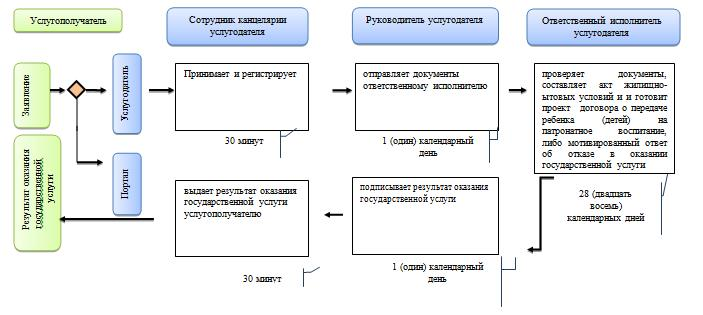 Услугополучатель
Сотрудник канцелярии
услугодателя
Руководитель услугодателя
Ответственный исполнитель
услугодателя
Заявление
Услугодатель
Принимает и регистрирует
30 минут
отправляет документы
ответственному исполнителю
1 (один) календарный
день
проверяет документы,
составляет акт жилищно-
ытовых условий и и готовит
проект договора о передаче
ребенка (детей) на
патронатное воспитание,
либо мотивированный ответ
об отказе в оказании
государственной услуги
28 (двадцать
восемь)
календарных дней
Портал
Результат оказания
государственной
услуги
выдает результат оказания
государственной услуги
услугополучателю
30 минут
подписывает результат оказания
государственной услуги
1 (один) календарный
день